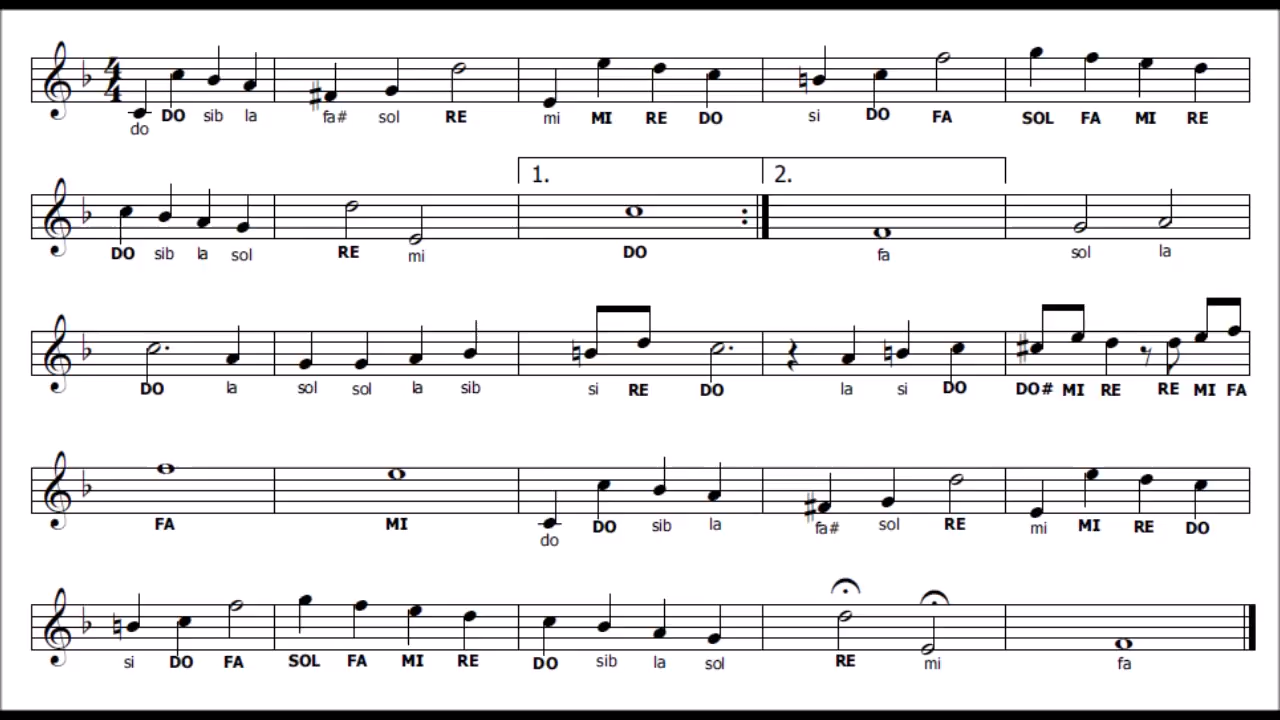 4/4
do DO sib la fa# sol RE mi MI RE DO si DO FA SOL FA MI RE
1. 2.
DO sib la sol RE mi DO fa sol la
DO la sol sol la sib si RE DO la si DO DO# MI RE RE MI FA
FA MI do DO sib la fa# sol RE mi MI RE DO
si DO FA SOL FA MI RE DO sib la sol RE mi fa